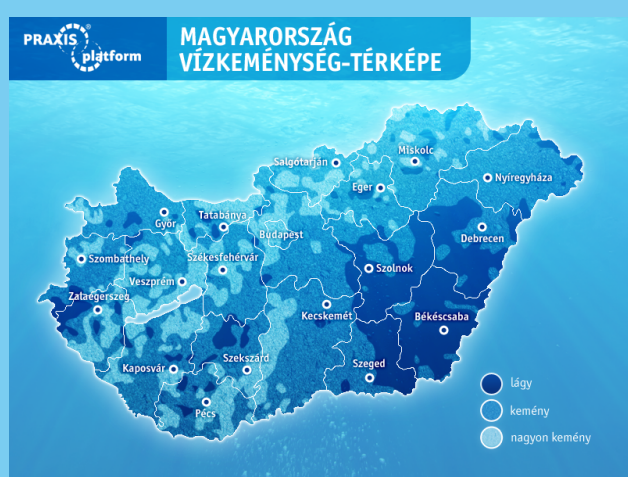 PRAXIS
platform
MAGYARORSZÁG
VÍZKEMÉNYSÉG-TÉRKÉPE
Miskolc
Salgótarján
Nyíregyháza
Eger
Győr
Tatabánya
Budapest
Debrecen
Szombathely
Székesfehérvár
Szolnok
Veszprém
Zalaegerszeg
Kecskemét
Békéscsaba
Szekszárd
Kaposvár
Szeged
Pécs
lágy
kemény
nagyon kemény